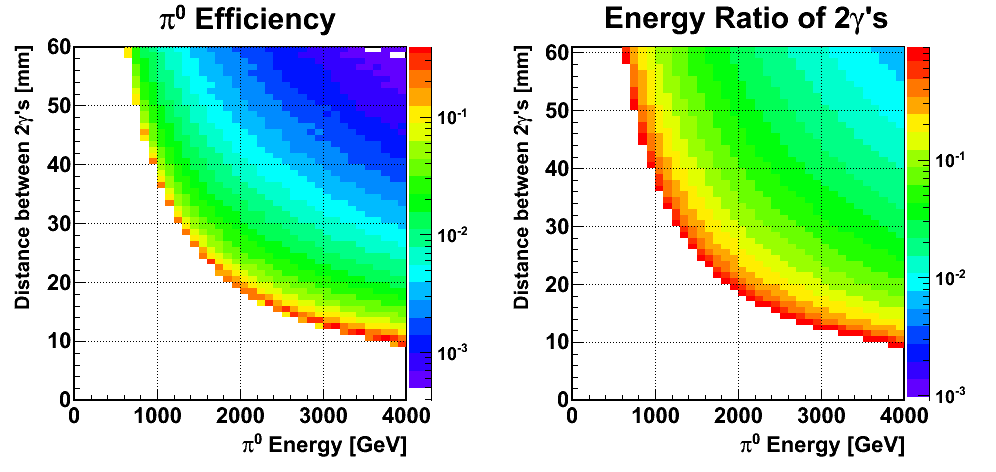 π⁰ Efficiency
Distance between 2γ's [mm]
60
50
40
30
20
10
0
0 1000 2000 3000 4000
π⁰ Energy [GeV]
10⁻¹
10⁻²
10⁻³
Energy Ratio of 2γ's
Distance between 2γ's [mm]
60
50
40
30
20
10
0
0 1000 2000 3000 4000
π⁰ Energy [GeV]
10⁻¹
10⁻²
10⁻³